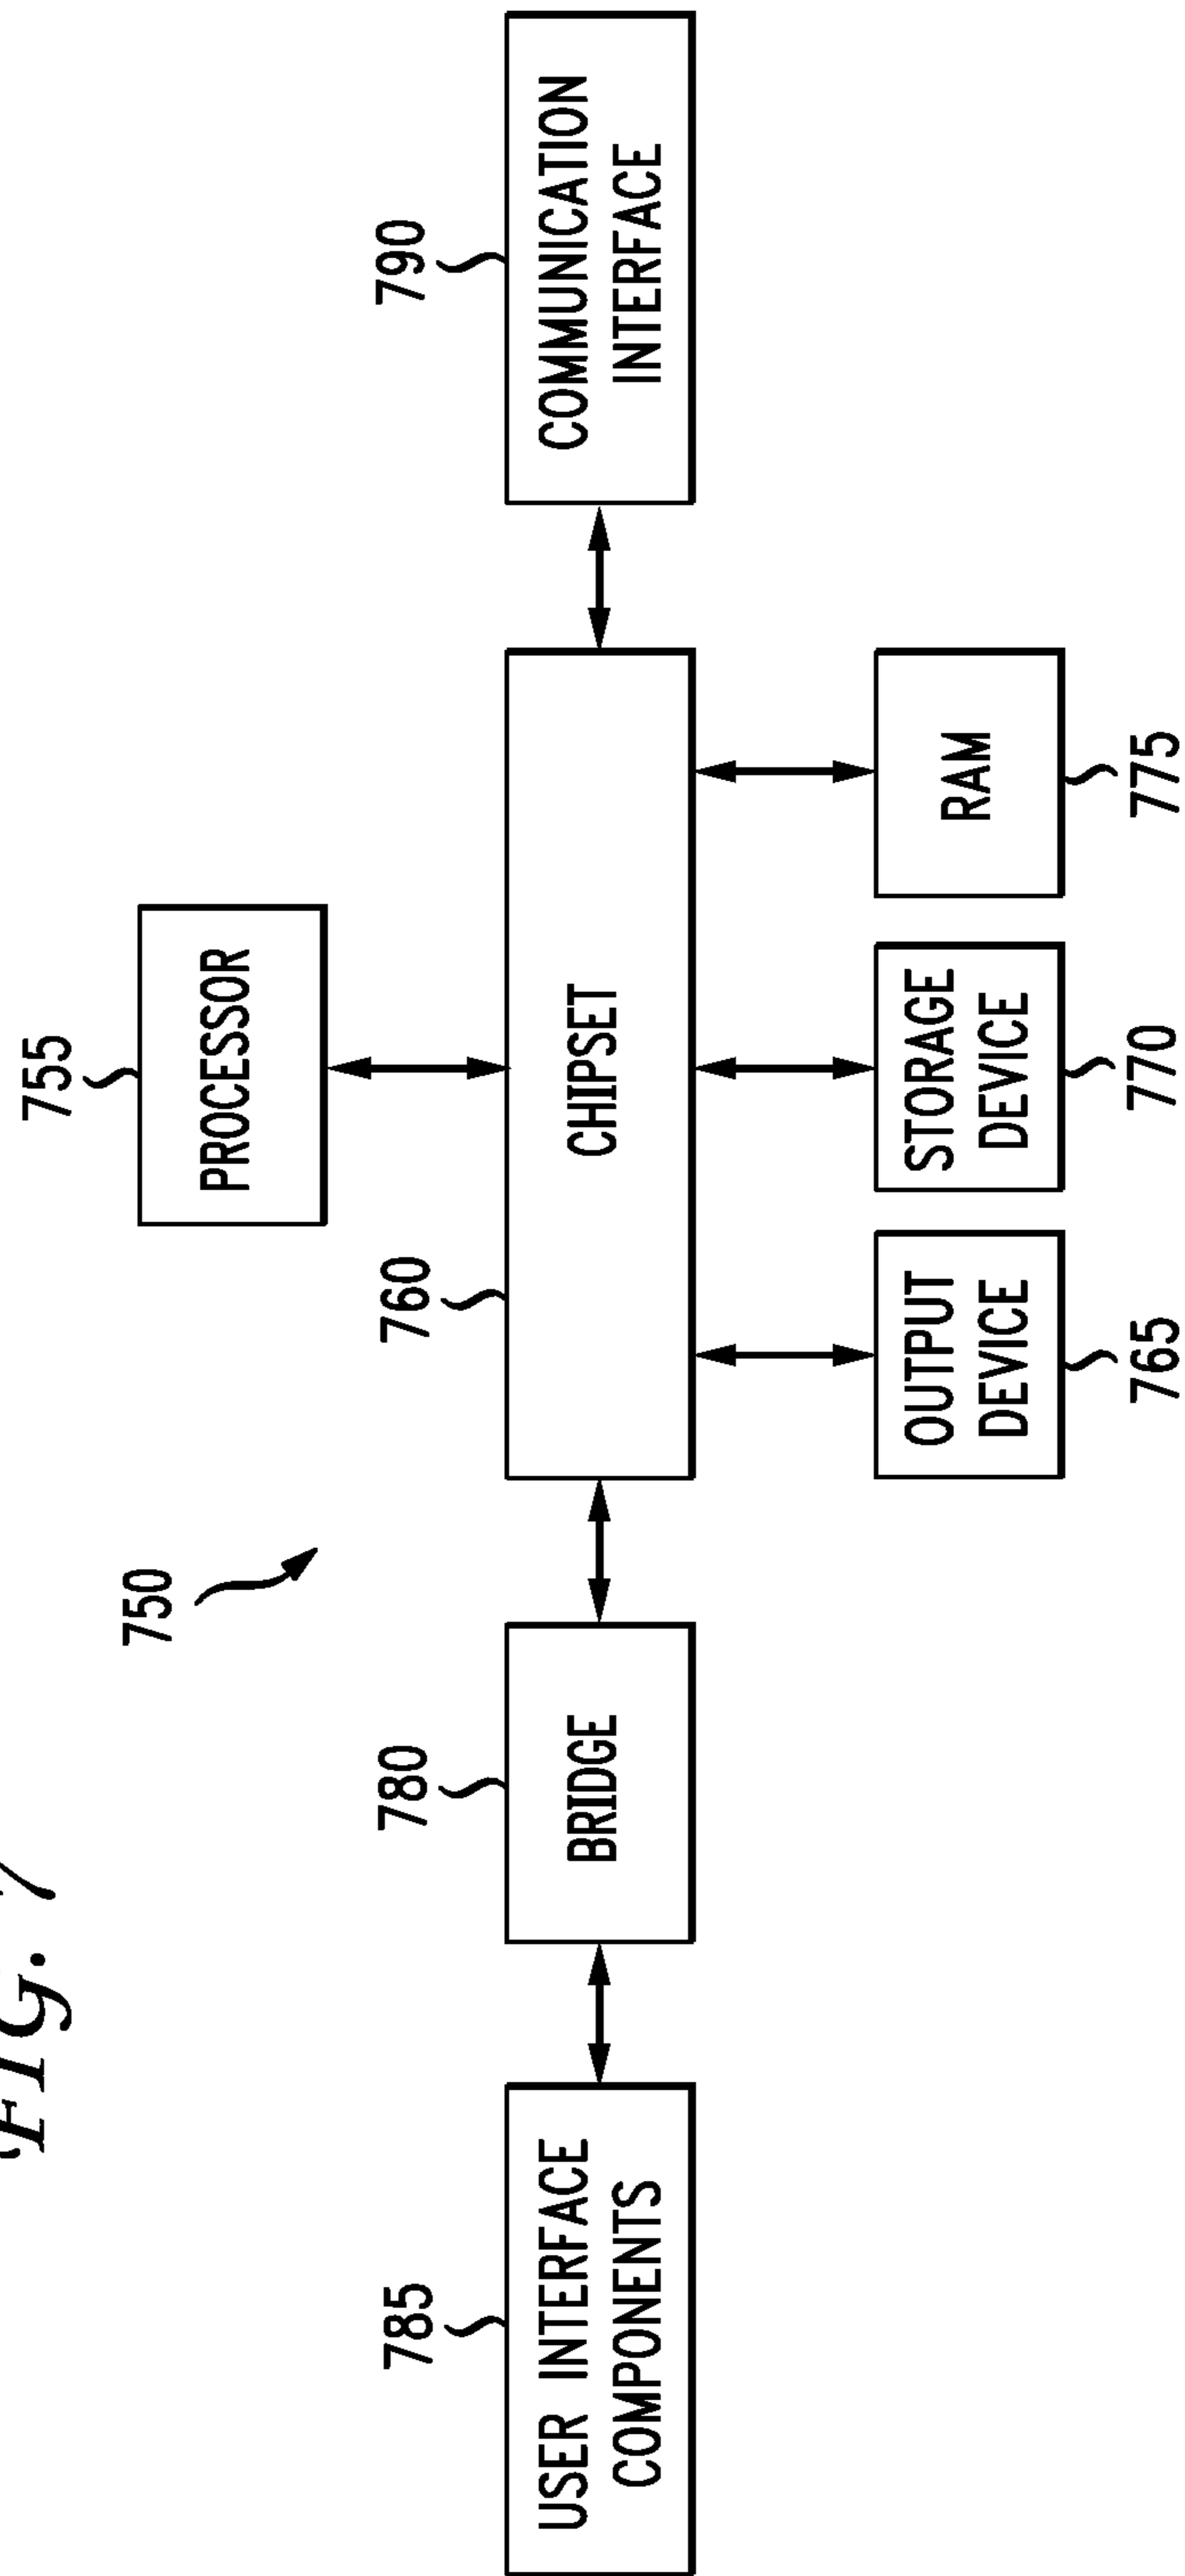 FIG. 7
750
755
PROCESSOR
785
USER INTERFACE
COMPONENTS
780
BRIDGE
760
CHIPSET
790
COMMUNICATION
INTERFACE
OUTPUT
DEVICE
765
STORAGE
DEVICE
770
RAM
775